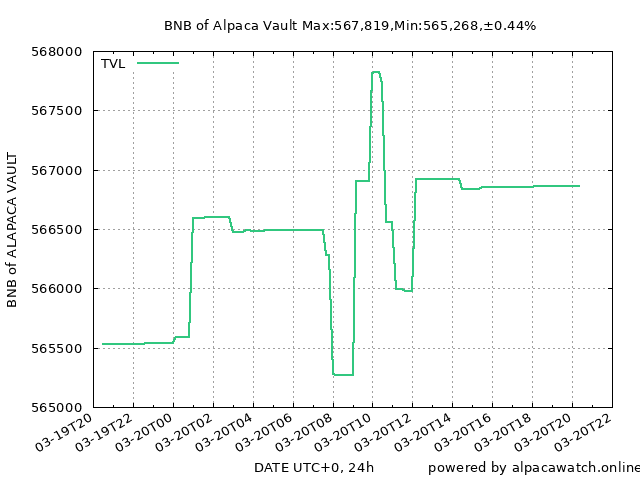 BNB of Alpaca Vault Max:567,819,Min:565,268,±0.44%
TVL
568000
567500
567000
566500
566000
565500
565000
BNB of ALAPACA VAULT
03-19T20
03-19T22
03-20T00
03-20T02
03-20T04
03-20T06
03-20T08
03-20T10
03-20T12
03-20T14
03-20T16
03-20T18
03-20T20
03-20T22
DATE UTC+0, 24h
powered by alpacawatch.online